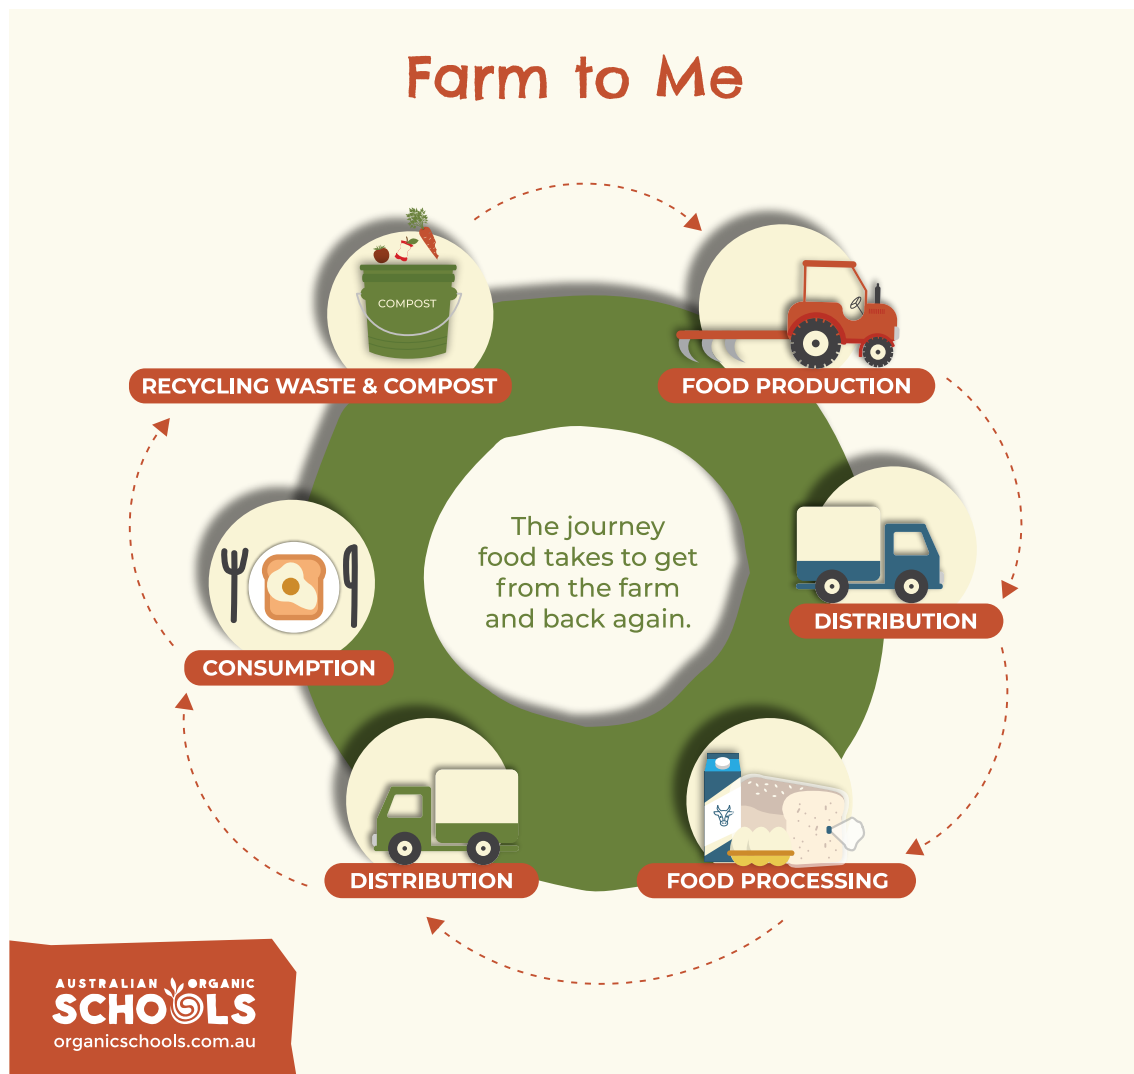 Farm to Me
COMPOST
RECYCLING WASTE & COMPOST
FOOD PRODUCTION
The journey
food takes to get
from the farm
and back again.
DISTRIBUTION
CONSUMPTION
DISTRIBUTION
FOOD PROCESSING
AUSTRALIAN ORGANIC
SCHOOLS
organicschools.com.au